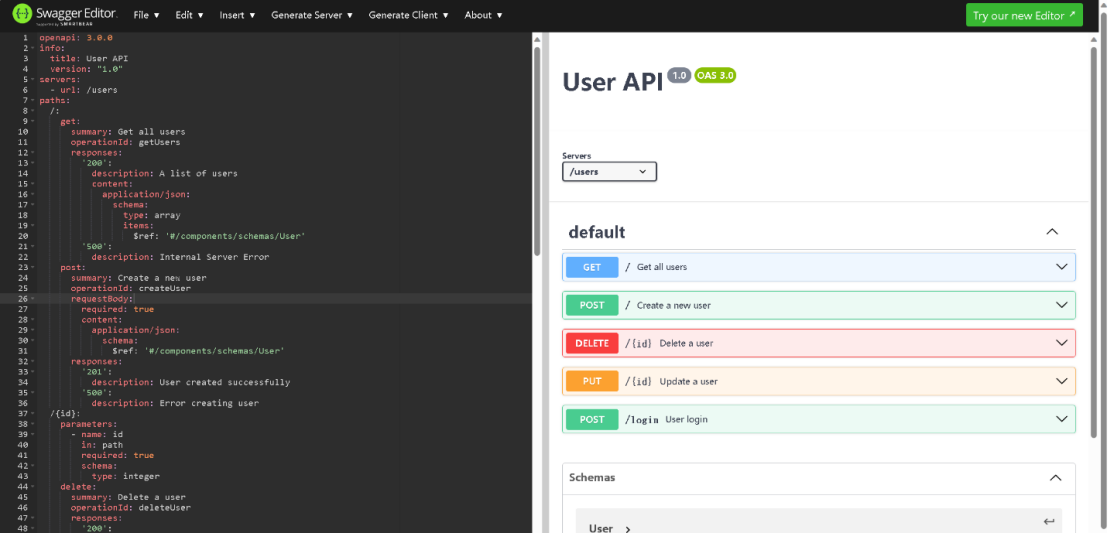 Swagger Editor.
Supported by SMARTBEAR
File ▼ Edit ▼ Insert ▼ Generate Server ▼ Generate Client ▼ About ▼
Try our new Editor ↗
1 openapi: 3.0.0
2 info:
3 title: User API
4 version: "1.0"
5 servers:
6 - url: /users
7 paths:
8 /:
9 get:
10 summary: Get all users
11 operationId: getUsers
12 responses:
13 '200':
14 description: A list of users
15 content:
16 application/json:
17 schema:
18 type: array
19 items:
20 $ref: '#/components/schemas/User'
21 '500':
22 description: Internal Server Error
23 post:
24 summary: Create a new user
25 operationId: createUser
26 requestBody:
27 required: true
28 content:
29 application/json:
30 schema:
31 $ref: '#/components/schemas/User'
32 responses:
33 '201':
34 description: User created successfully
35 '500':
36 description: Error creating user
37 /{id}:
38 parameters:
39 - name: id
40 in: path
41 required: true
42 schema:
43 type: integer
44 delete:
45 summary: Delete a user
46 operationId: deleteUser
47 responses:
48 '200':
User API 1.0 OAS 3.0
Servers
/users
default
GET / Get all users
POST / Create a new user
DELETE /{id} Delete a user
PUT /{id} Update a user
POST /login User login
Schemas
User